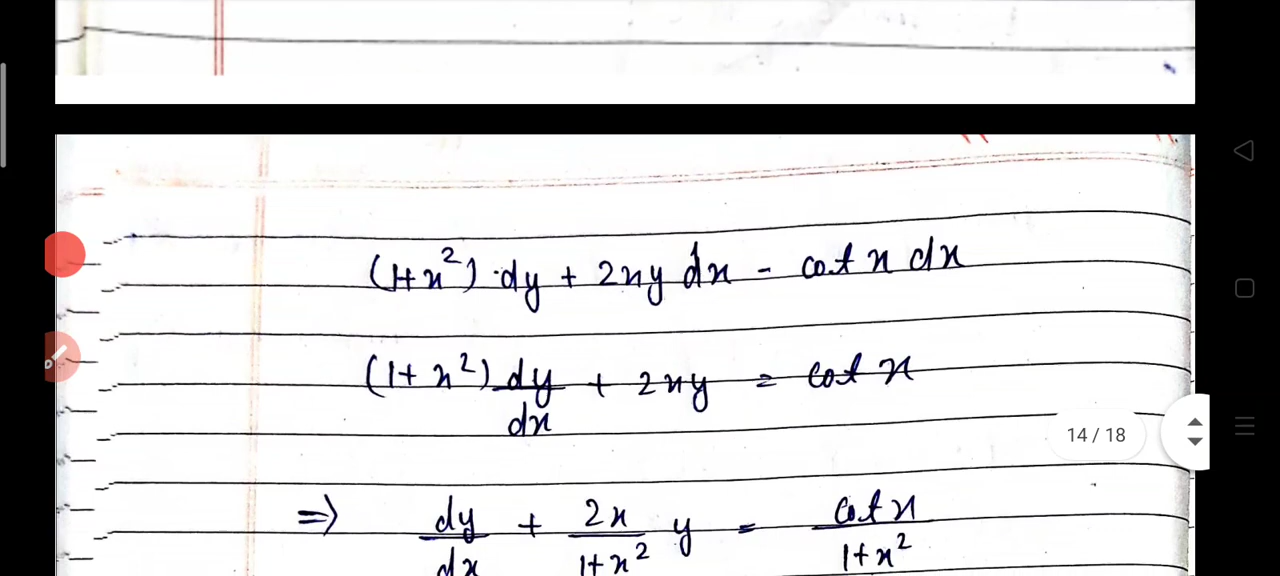 (1+x²) dy + 2xy dx - cot x dx
(1+x²) dy/dx + 2xy = cot x
14 / 18
=> dy/dx + 2x/1+x² y = cot x/1+x²